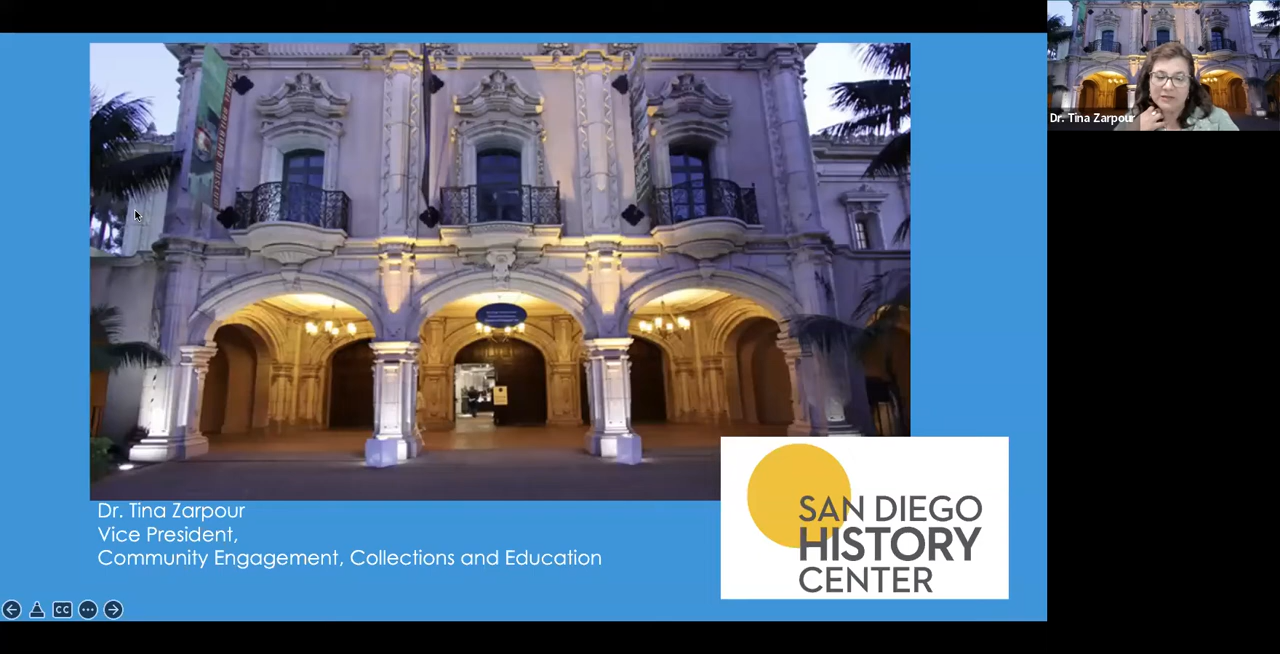 Dr. Tina Zarpour
Vice President,
Community Engagement, Collections and Education
SAN DIEGO
HISTORY
CENTER
CC
Dr. Tina Zarpour